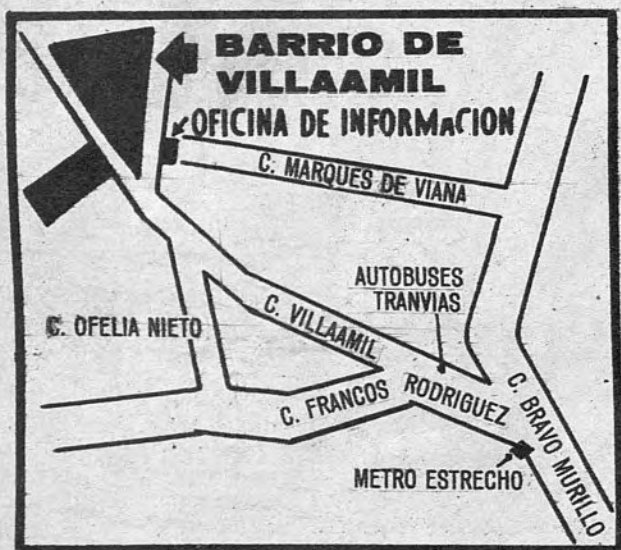 BARRIO DE
VILLAAMIL
OFICINA DE INFORMACION
C. MARQUES DE VIANA
AUTOBUSES
TRANVIAS
C. OFELIA NIETO
C. VILLAAMIL
C. FRANCOS RODRIGUEZ
C. BRAVO MURILLO
METRO ESTRECHO